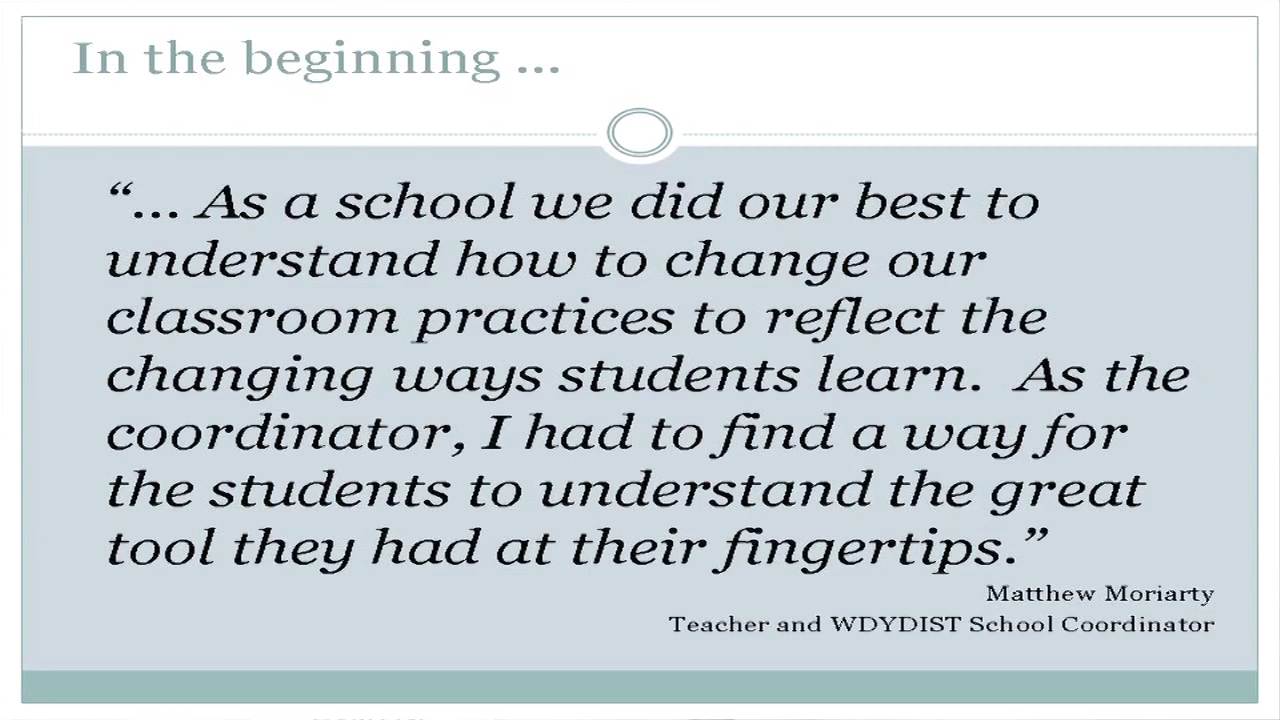 In the beginning ...
“... As a school we did our best to
understand how to change our
classroom practices to reflect the
changing ways students learn.  As the
coordinator, I had to find a way for
the students to understand the great
tool they had at their fingertips.”
Matthew Moriarty
Teacher and WDYDIST School Coordinator